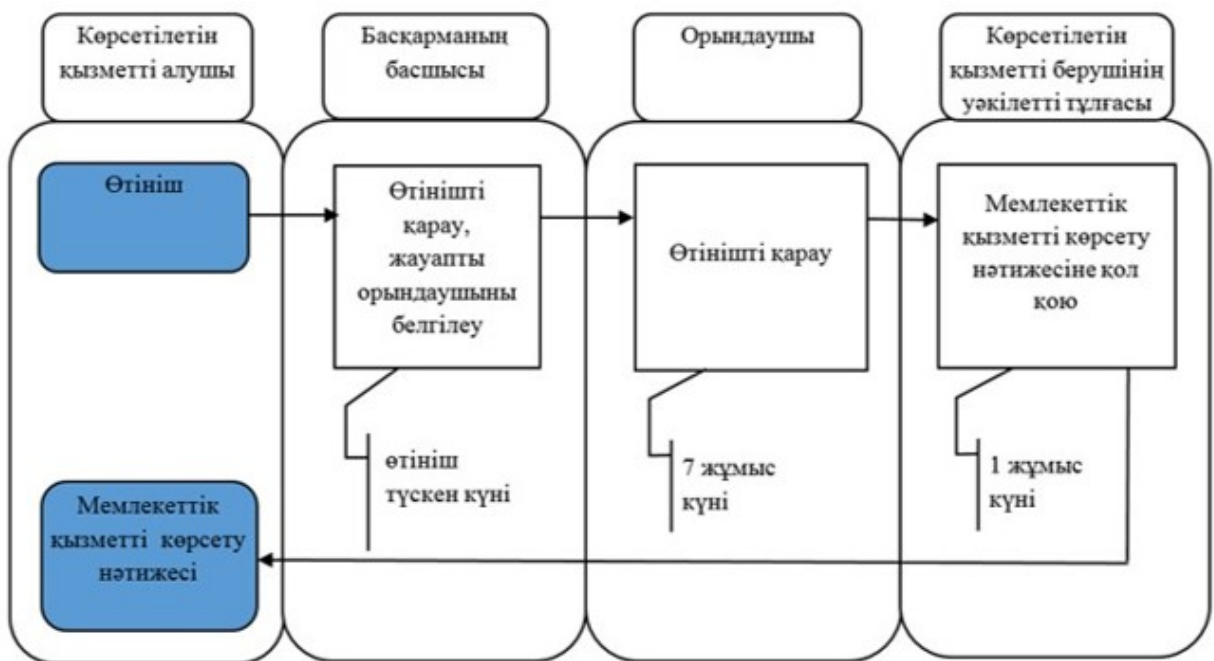 Көрсетілетін
қызметті алушы
Басқарманың
басшысы
Орындаушы
Көрсетілетін
қызметті берушінің
уәкілетті тұлғасы
Өтініш
Өтінішті
қарау,
жауапты
орындаушыны
белгілеу
Өтінішті қарау
Мемлекеттік
қызметті көрсету
нәтижесіне қол
қою
өтініш
түскен күні
7 жұмыс
күні
1 жұмыс
күні
Мемлекеттік
қызметті көрсету
нәтижесі